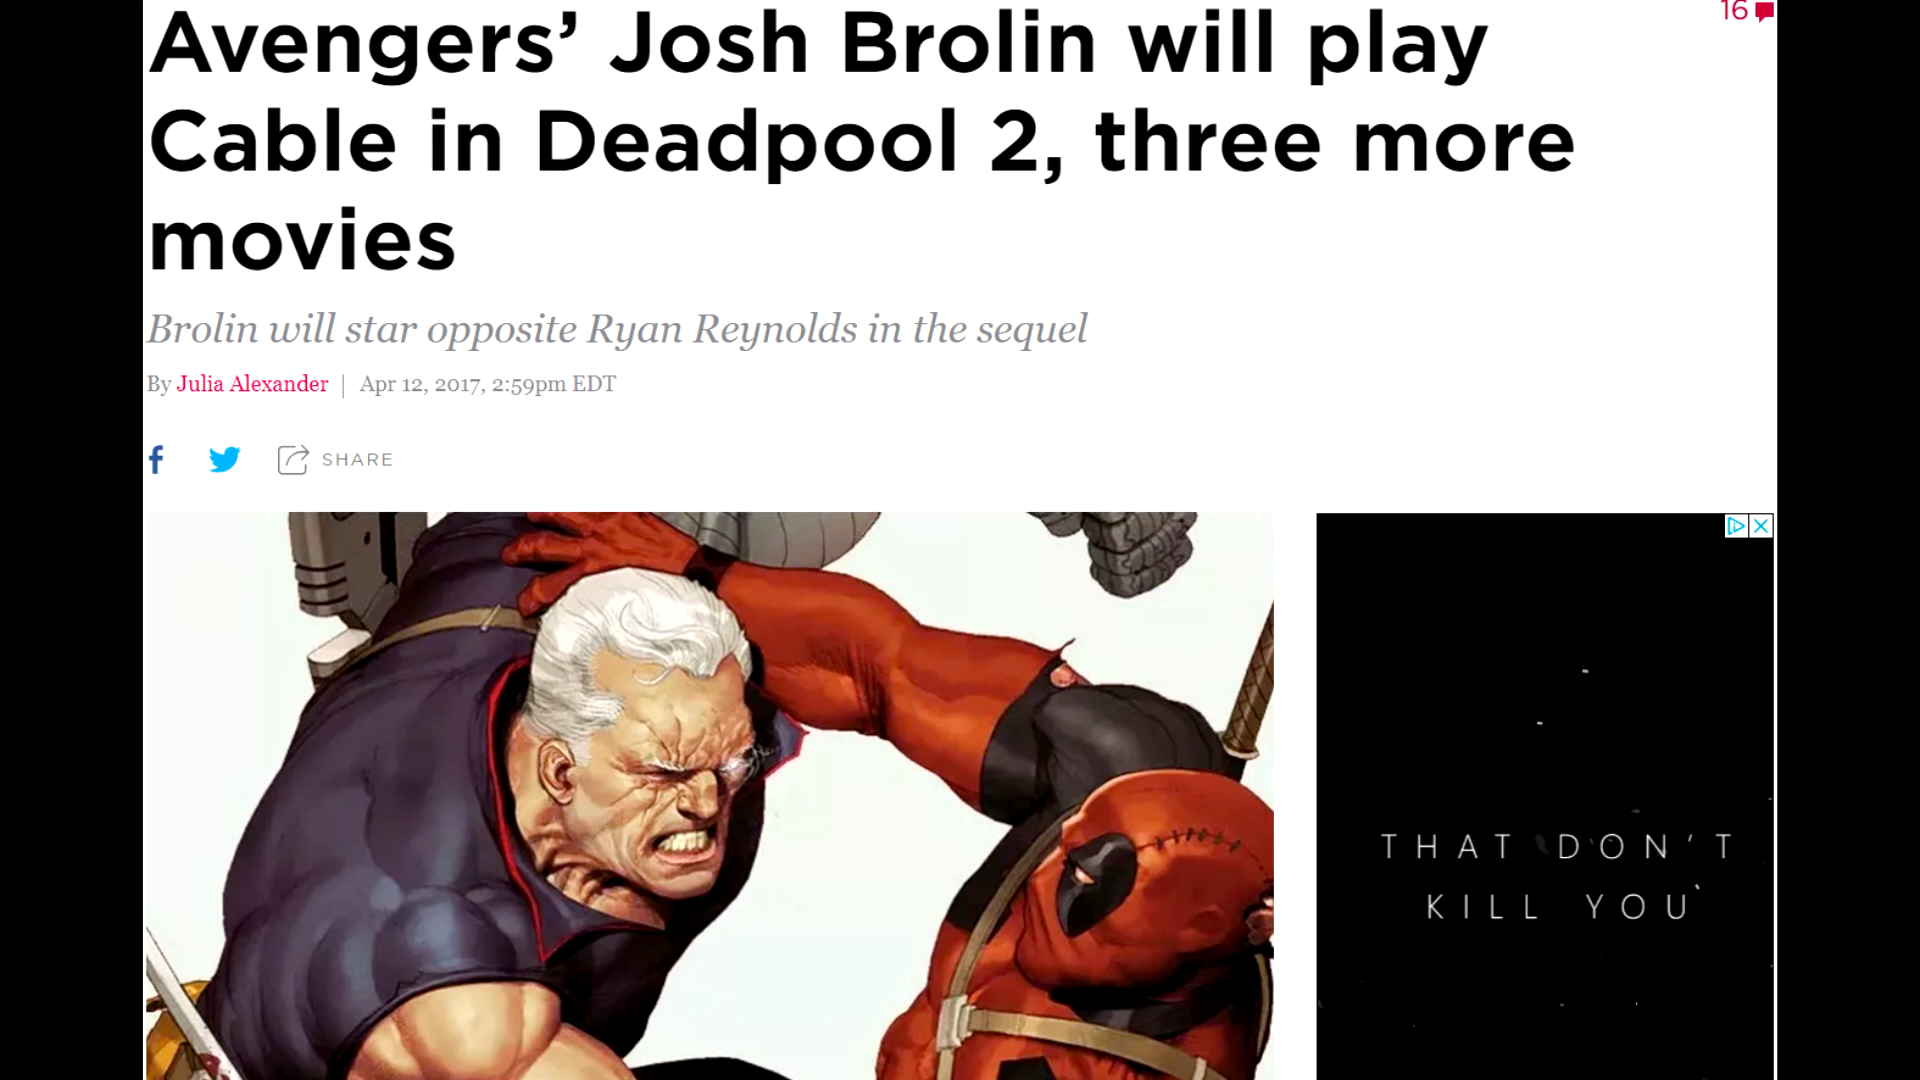 16
Avengers’ Josh Brolin will play
Cable in Deadpool 2, three more
movies
Brolin will star opposite Ryan Reynolds in the sequel
By Julia Alexander | Apr 12, 2017, 2:59pm EDT
SHARE
THAT DON’T
KILL YOU